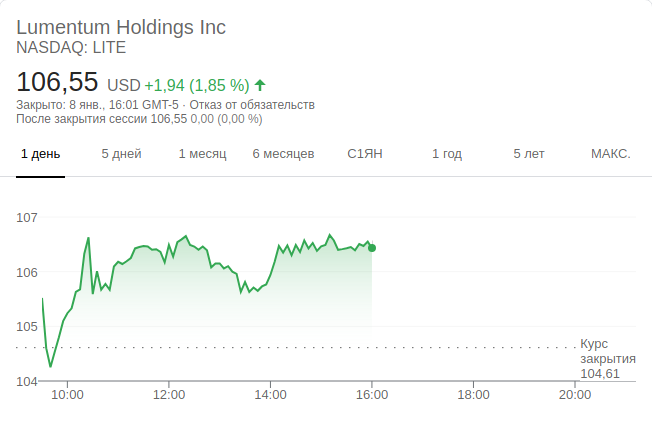 Lumentum Holdings Inc
NASDAQ: LITE
106,55 USD +1,94 (1,85 %)
Закрыто: 8 янв., 16:01 GMT-5 · Отказ от обязательств
После закрытия сессии 106,55 0,00 (0,00 %)
1 день 5 дней 1 месяц 6 месяцев С1ЯН 1 год 5 лет МАКС.
107
106
105
Курс
закрытия
104,61
104
10:00 12:00 14:00 16:00 18:00 20:00